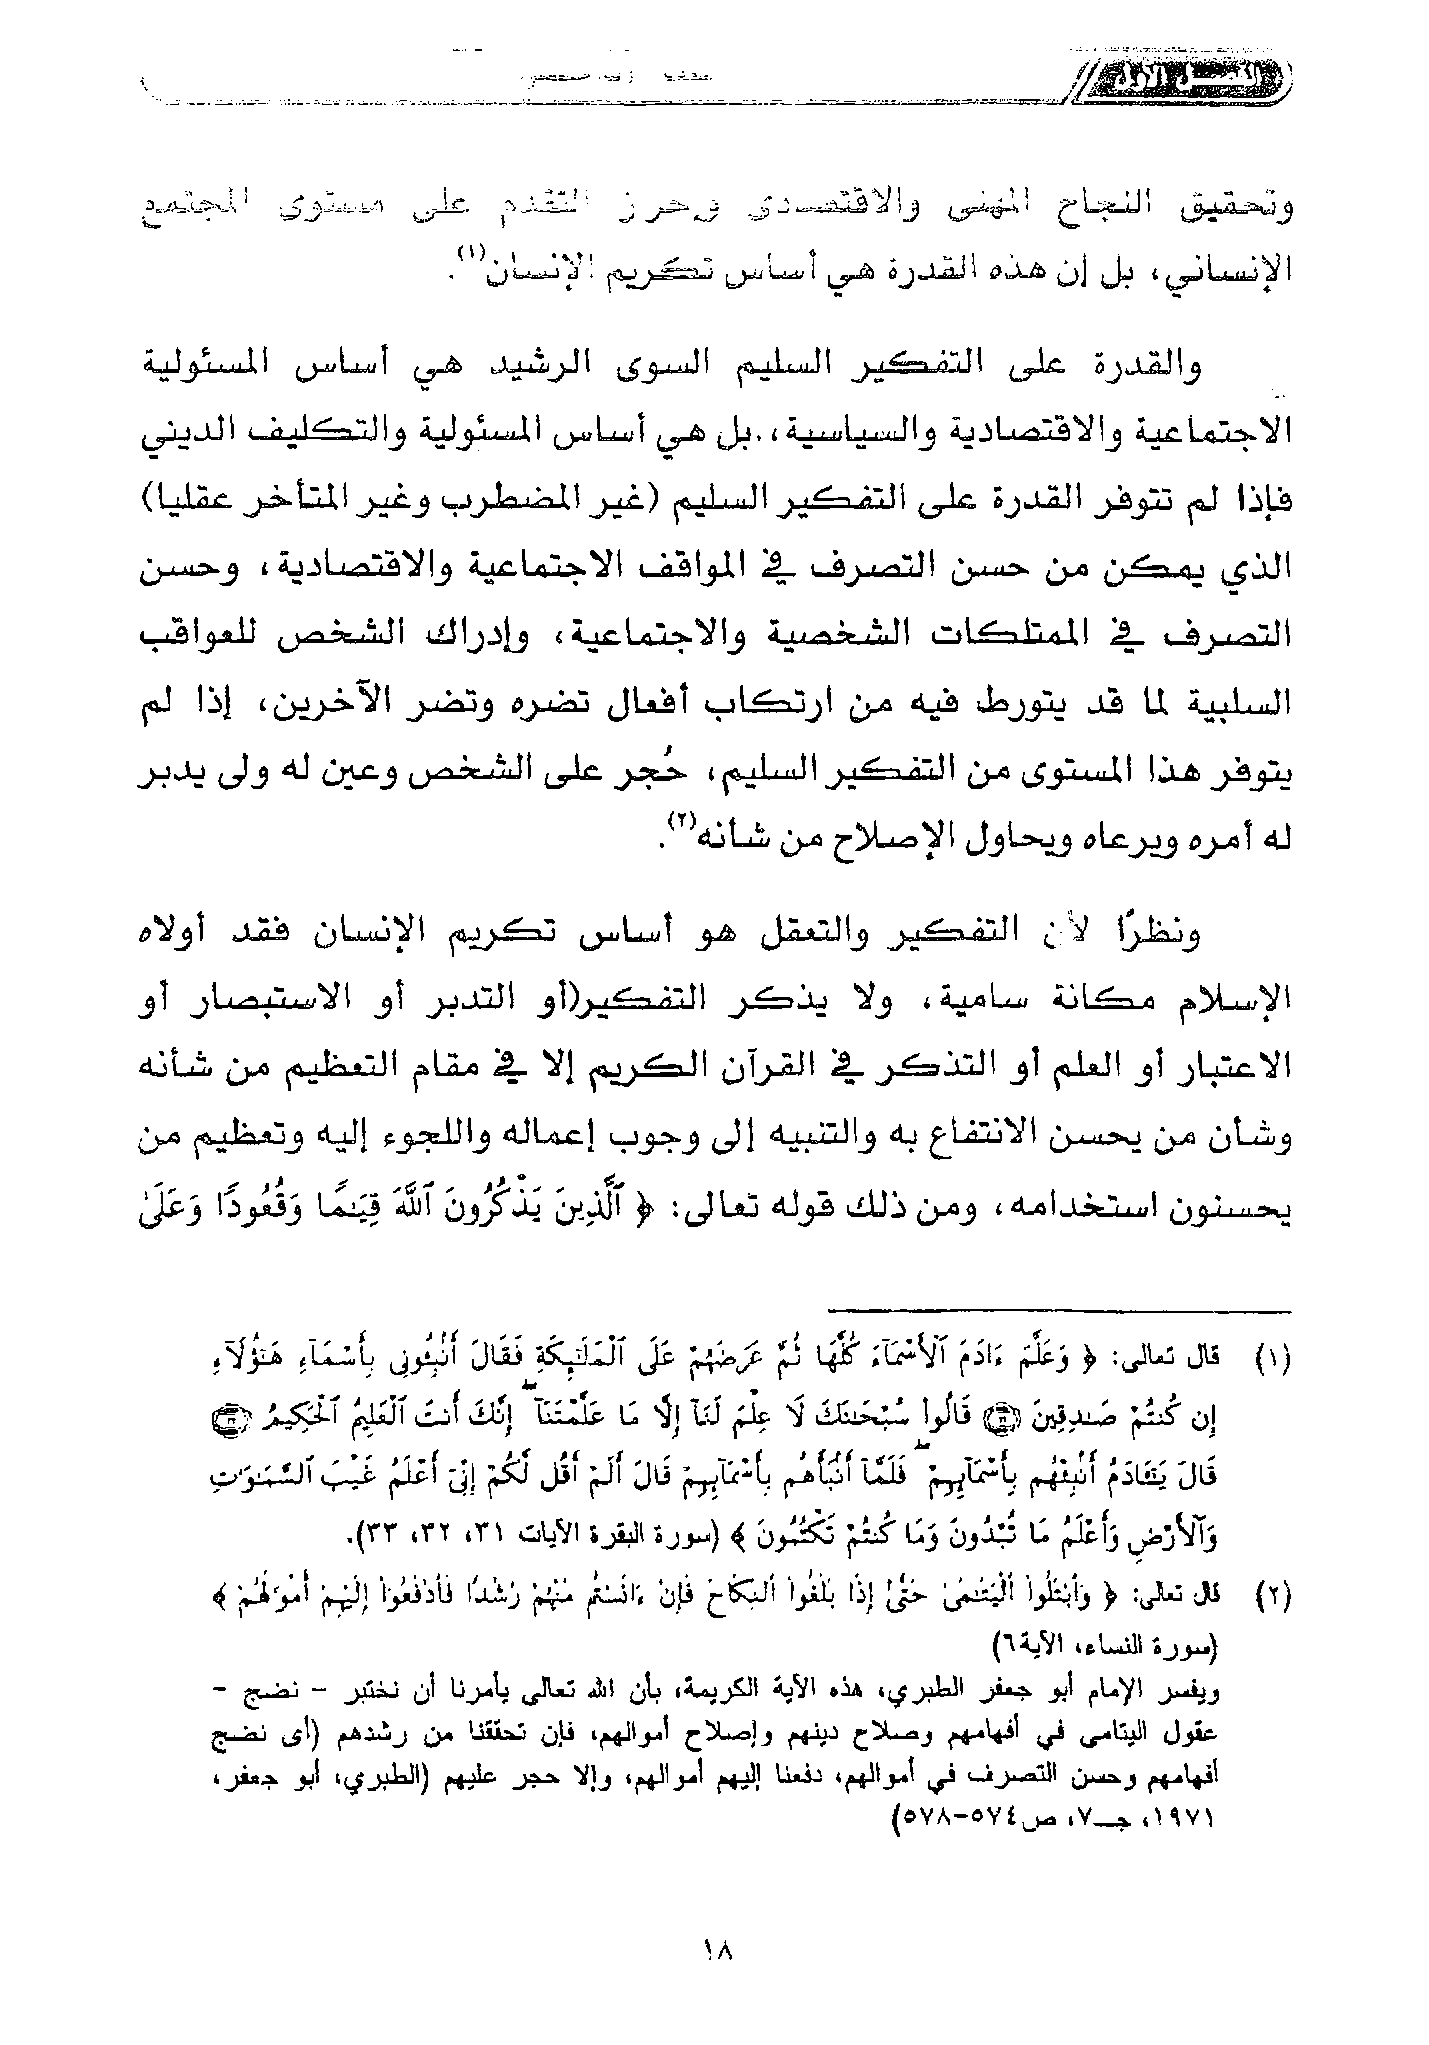 الفصل الأول
وتحقيق النجاح المهنى والاقتصادي وحرز التقدم على مستوى المجتمع
الإنساني، بل إن هذه القدرة هي أساس تكريم الإنسان(١).
والقدرة على التفكير السليم السوى الرشيد هي أساس المسئولية
الاجتماعية والاقتصادية والسياسية، بل هي أساس المسئولية والتكليف الديني
فإذا لم تتوفر القدرة على التفكير السليم (غير المضطرب وغير المتأخر عقليا)
الذي يمكن من حسن التصرف في المواقف الاجتماعية والاقتصادية، وحسن
التصرف في الممتلكات الشخصية والاجتماعية، وإدراك الشخص للعواقب
السلبية لما قد يتورط فيه من ارتكاب أفعال تضره وتضر الآخرين، إذا لم
يتوفر هذا المستوى من التفكير السليم، حُجر على الشخص وعين له ولى يدبر
له أمره ويرعاه ويحاول الإصلاح من شأنه(٢).
ونظرًا لأن التفكير والتعقل هو أساس تكريم الإنسان فقد أولاه
الإسلام مكانة سامية، ولا يذكر التفكير(أو التدبر أو الاستبصار أو
الاعتبار أو العلم أو التذكر في القرآن الكريم إلا في مقام التعظيم من شأنه
وشأن من يحسن الانتفاع به والتنبيه إلى وجوب إعماله واللجوء إليه وتعظيم من
يحسنون استخدامه، ومن ذلك قوله تعالى: ﴿ ٱلَّذِينَ يَذْكُرُونَ ٱللَّهَ قِيَٰمًا وَقُعُودًا وَعَلَىٰ
(١) قال تعالى: ﴿ وَعَلَّمَ ءَادَمَ ٱلْأَسْمَآءَ كُلَّهَا ثُمَّ عَرَضَهُمْ عَلَى ٱلْمَلَٰٓئِكَةِ فَقَالَ أَنۢبِـُٔونِى بِأَسْمَآءِ هَٰٓؤُلَآءِ
إِن كُنتُمْ صَٰدِقِينَ ۝ قَالُوا۟ سُبْحَٰنَكَ لَا عِلْمَ لَنَآ إِلَّا مَا عَلَّمْتَنَآ ۖ إِنَّكَ أَنتَ ٱلْعَلِيمُ ٱلْحَكِيمُ ۝
قَالَ يَٰٓـَٔادَمُ أَنۢبِئْهُم بِأَسْمَآئِهِمْ ۖ فَلَمَّآ أَنۢبَأَهُم بِأَسْمَآئِهِمْ قَالَ أَلَمْ أَقُل لَّكُمْ إِنِّىٓ أَعْلَمُ غَيْبَ ٱلسَّمَٰوَٰتِ
وَٱلْأَرْضِ وَأَعْلَمُ مَا تُبْدُونَ وَمَا كُنتُمْ تَكْتُمُونَ ﴾ (سورة البقرة الآيات ٣١، ٣٢، ٣٣).
(٢) قال تعالى: ﴿ وَٱبْتَلُوا۟ ٱلْيَتَٰمَىٰ حَتَّىٰٓ إِذَا بَلَغُوا۟ ٱلنِّكَاحَ فَإِنْ ءَانَسْتُم مِّنْهُمْ رُشْدًا فَٱدْفَعُوٓا۟ إِلَيْهِمْ أَمْوَٰلَهُمْ ﴾
(سورة النساء، الآية٦)
ويفسر الإمام أبو جعفر الطبري، هذه الآية الكريمة، بأن الله تعالى يأمرنا أن نختبر - نضج -
عقول اليتامى في أفهامهم وصلاح دينهم وإصلاح أموالهم، فإن تحققنا من رشدهم (أى نضج
أفهامهم وحسن التصرف في أموالهم، دفعنا إليهم أموالهم، وإلا حجر عليهم (الطبري، أبو جعفر،
١٩٧١، جـ٧، ص٥٧٤-٥٧٨)
١٨